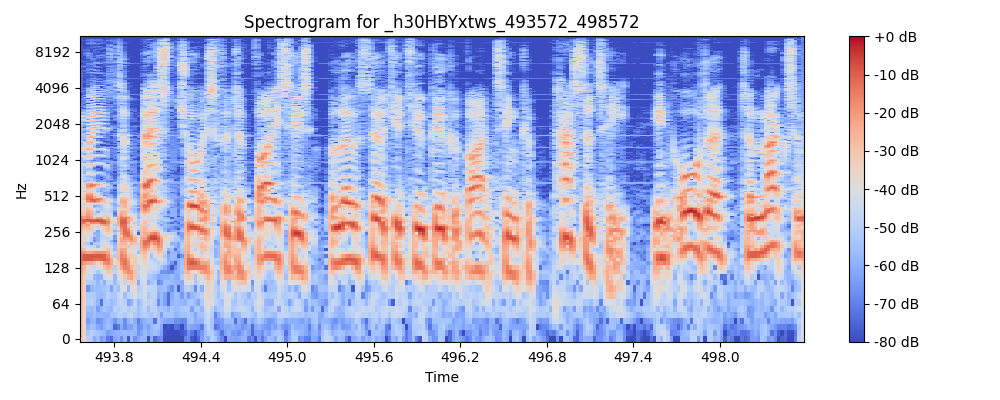 Spectrogram for _h30HBYxtws_493572_498572
8192
4096
2048
1024
512
256
128
64
0
Hz
493.8 494.4 495.0 495.6 496.2 496.8 497.4 498.0
Time
+0 dB
-10 dB
-20 dB
-30 dB
-40 dB
-50 dB
-60 dB
-70 dB
-80 dB